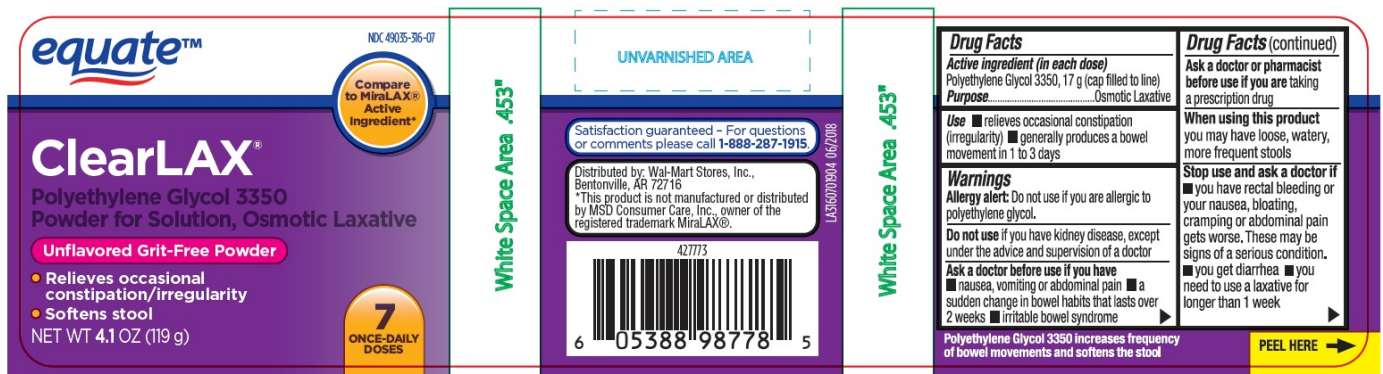 equate™
NDC 49035-316-07
Compare
to MiraLAX®
Active
Ingredient*
ClearLAX®
Polyethylene Glycol 3350
Powder for Solution, Osmotic Laxative
Unflavored Grit-Free Powder
• Relieves occasional
constipation/irregularity
• Softens stool
NET WT 4.1 OZ (119 g)
7
ONCE-DAILY
DOSES
White Space Area .453"
UNVARNISHED AREA
Satisfaction guaranteed – For questions
or comments please call 1-888-287-1915.
Distributed by: Wal-Mart Stores, Inc.,
Bentonville, AR 72716
*This product is not manufactured or distributed
by MSD Consumer Care, Inc., owner of the
registered trademark MiraLAX®.
LA316070904 06/2018
427773
6 05388 98778 5
White Space Area .453"
Drug Facts
Active ingredient (in each dose)
Polyethylene Glycol 3350, 17 g (cap filled to line)
Purpose........................................Osmotic Laxative
Use ■ relieves occasional constipation
(irregularity) ■ generally produces a bowel
movement in 1 to 3 days
Warnings
Allergy alert: Do not use if you are allergic to
polyethylene glycol.
Do not use if you have kidney disease, except
under the advice and supervision of a doctor
Ask a doctor before use if you have
■ nausea, vomiting or abdominal pain ■ a
sudden change in bowel habits that lasts over
2 weeks ■ irritable bowel syndrome
Drug Facts (continued)
Ask a doctor or pharmacist
before use if you are taking
a prescription drug
When using this product
you may have loose, watery,
more frequent stools
Stop use and ask a doctor if
■ you have rectal bleeding or
your nausea, bloating,
cramping or abdominal pain
gets worse. These may be
signs of a serious condition.
■ you get diarrhea ■ you
need to use a laxative for
longer than 1 week
Polyethylene Glycol 3350 increases frequency
of bowel movements and softens the stool
PEEL HERE